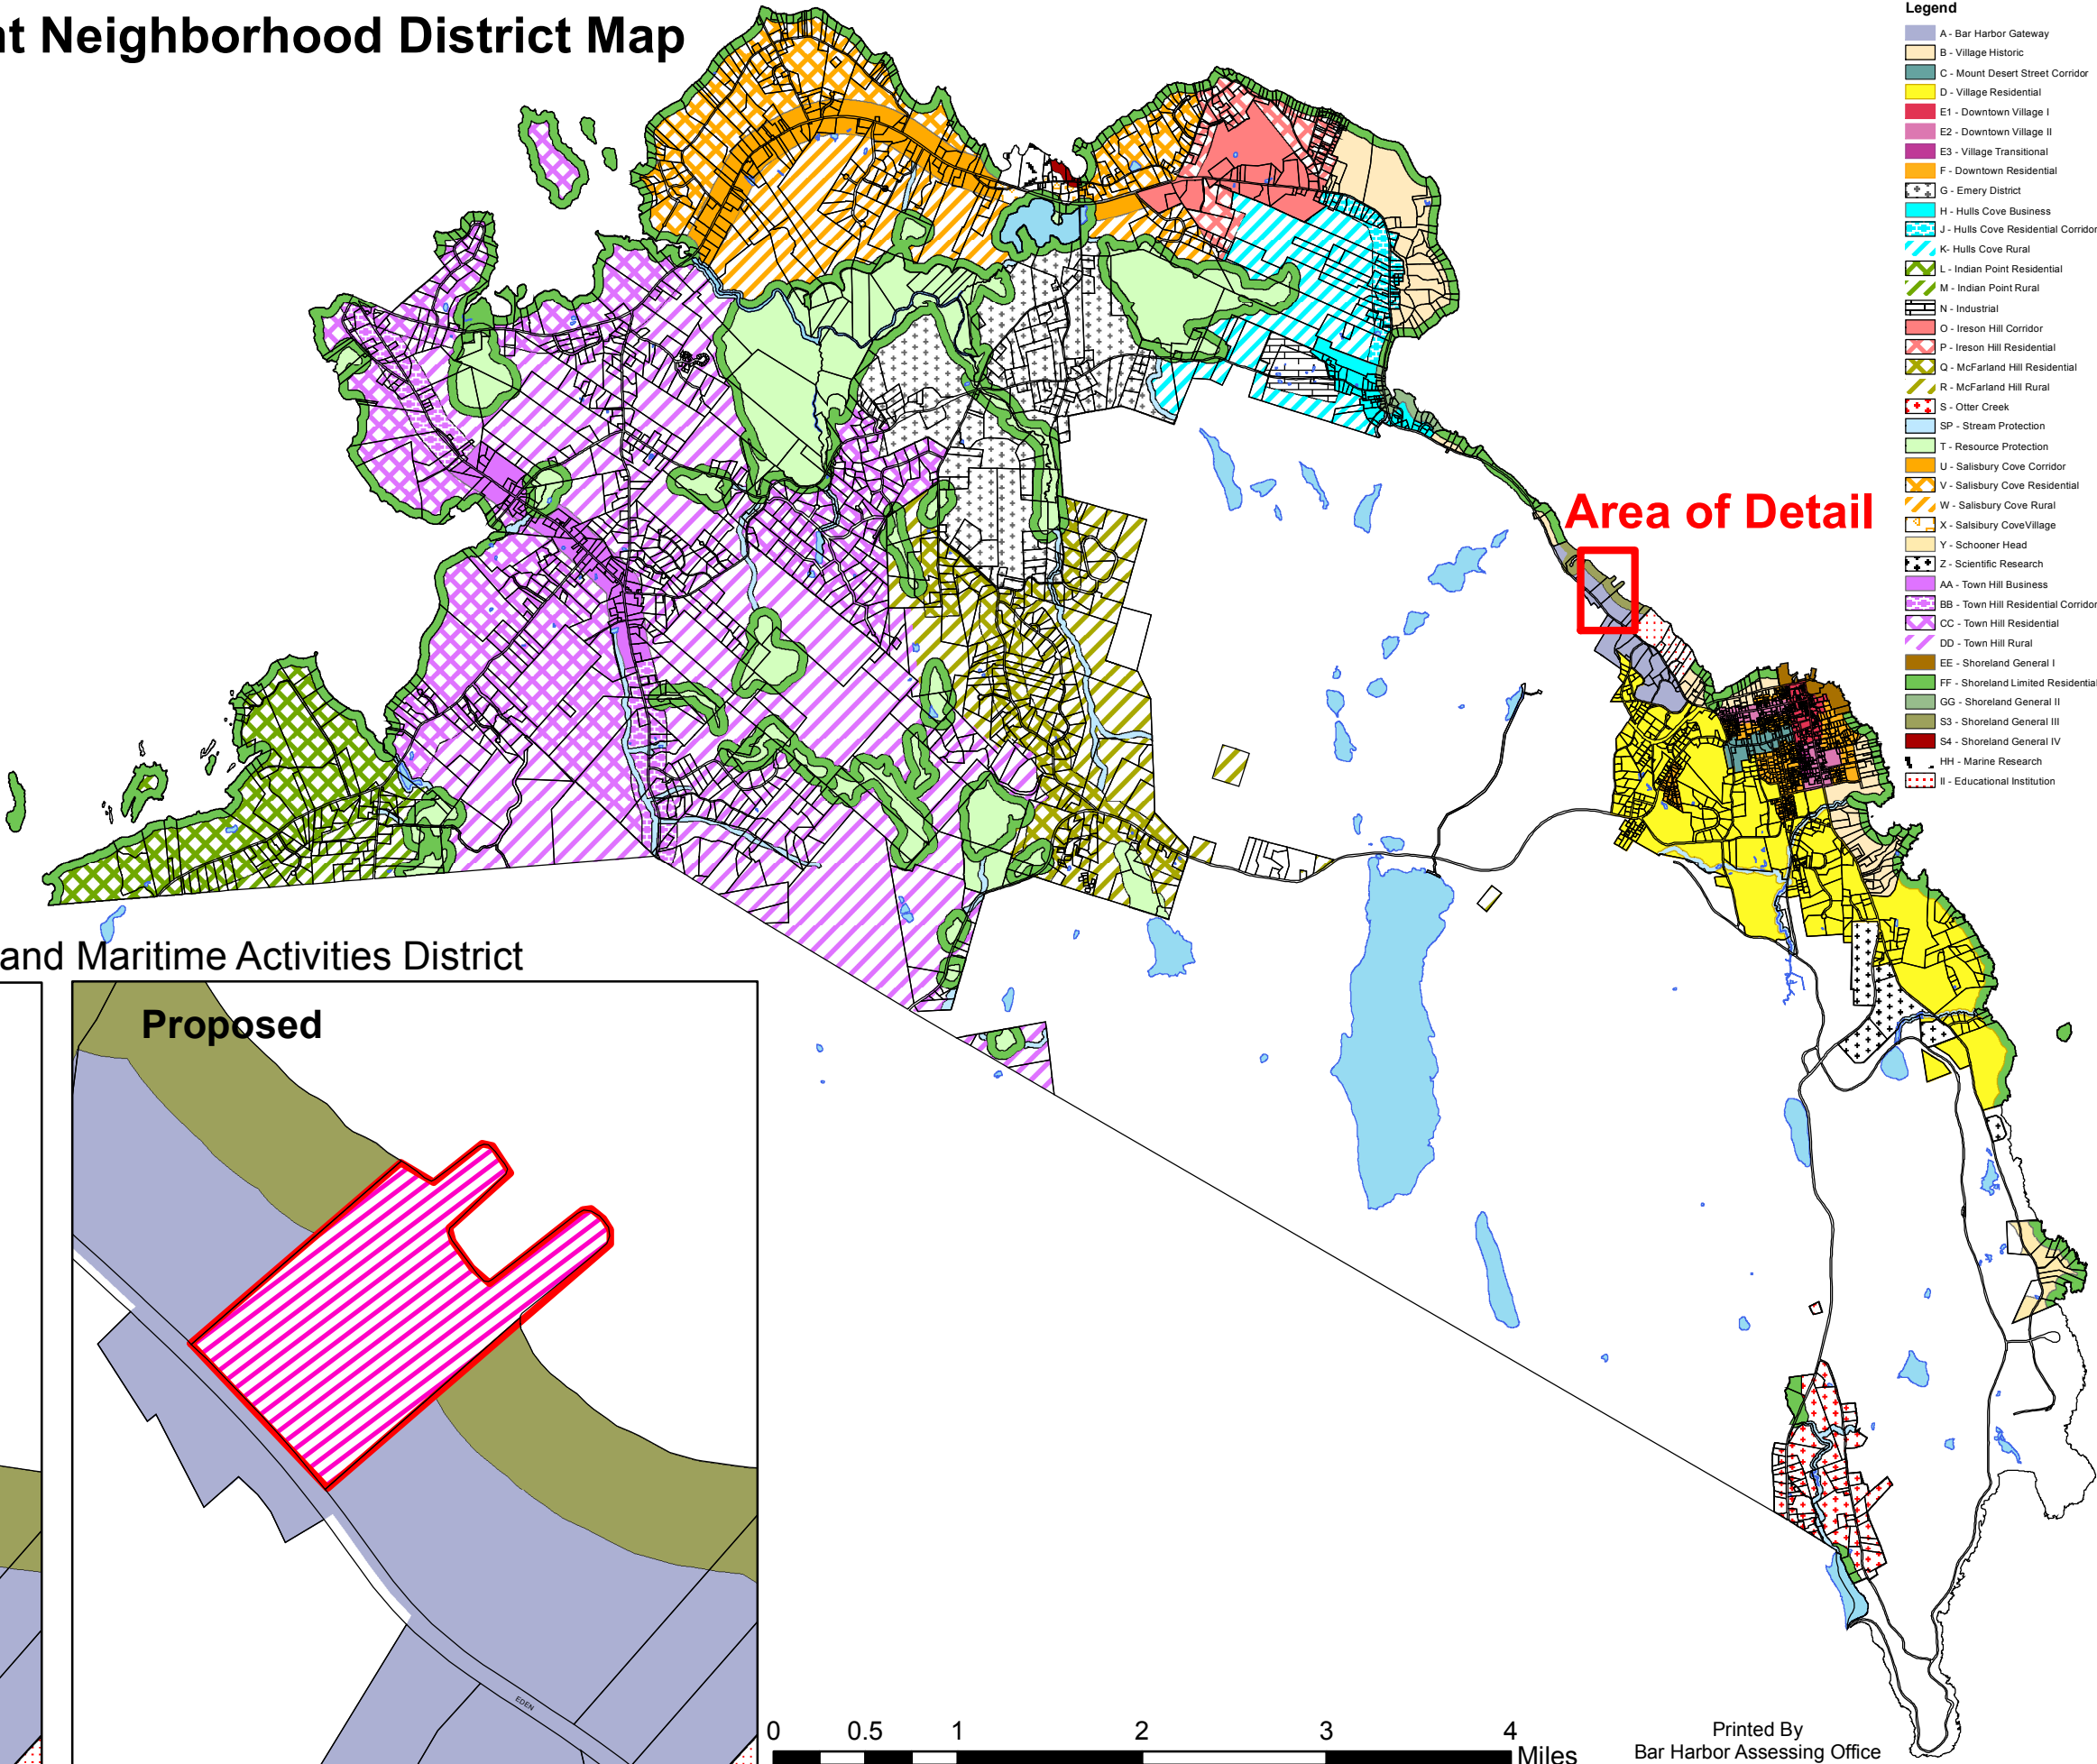 nt Neighborhood District Map
Legend
A - Bar Harbor Gateway
B - Village Historic
C - Mount Desert Street Corridor
D - Village Residential
E1 - Downtown Village I
E2 - Downtown Village II
E3 - Village Transitional
F - Downtown Residential
G - Emery District
H - Hulls Cove Business
J - Hulls Cove Residential Corridor
K- Hulls Cove Rural
L - Indian Point Residential
M - Indian Point Rural
N - Industrial
O - Ireson Hill Corridor
P - Ireson Hill Residential
Q - McFarland Hill Residential
R - McFarland Hill Rural
S - Otter Creek
SP - Stream Protection
T - Resource Protection
U - Salisbury Cove Corridor
V - Salisbury Cove Residential
W - Salisbury Cove Rural
X - Salsibury CoveVillage
Y - Schooner Head
Z - Scientific Research
AA - Town Hill Business
BB - Town Hill Residential Corridor
CC - Town Hill Residential
DD - Town Hill Rural
EE - Shoreland General I
FF - Shoreland Limited Residential
GG - Shoreland General II
S3 - Shoreland General III
S4 - Shoreland General IV
HH - Marine Research
II - Educational Institution
Area of Detail
and Maritime Activities District
Proposed
EDEN
0 0.5 1 2 3 4
Miles
Printed By
Bar Harbor Assessing Office